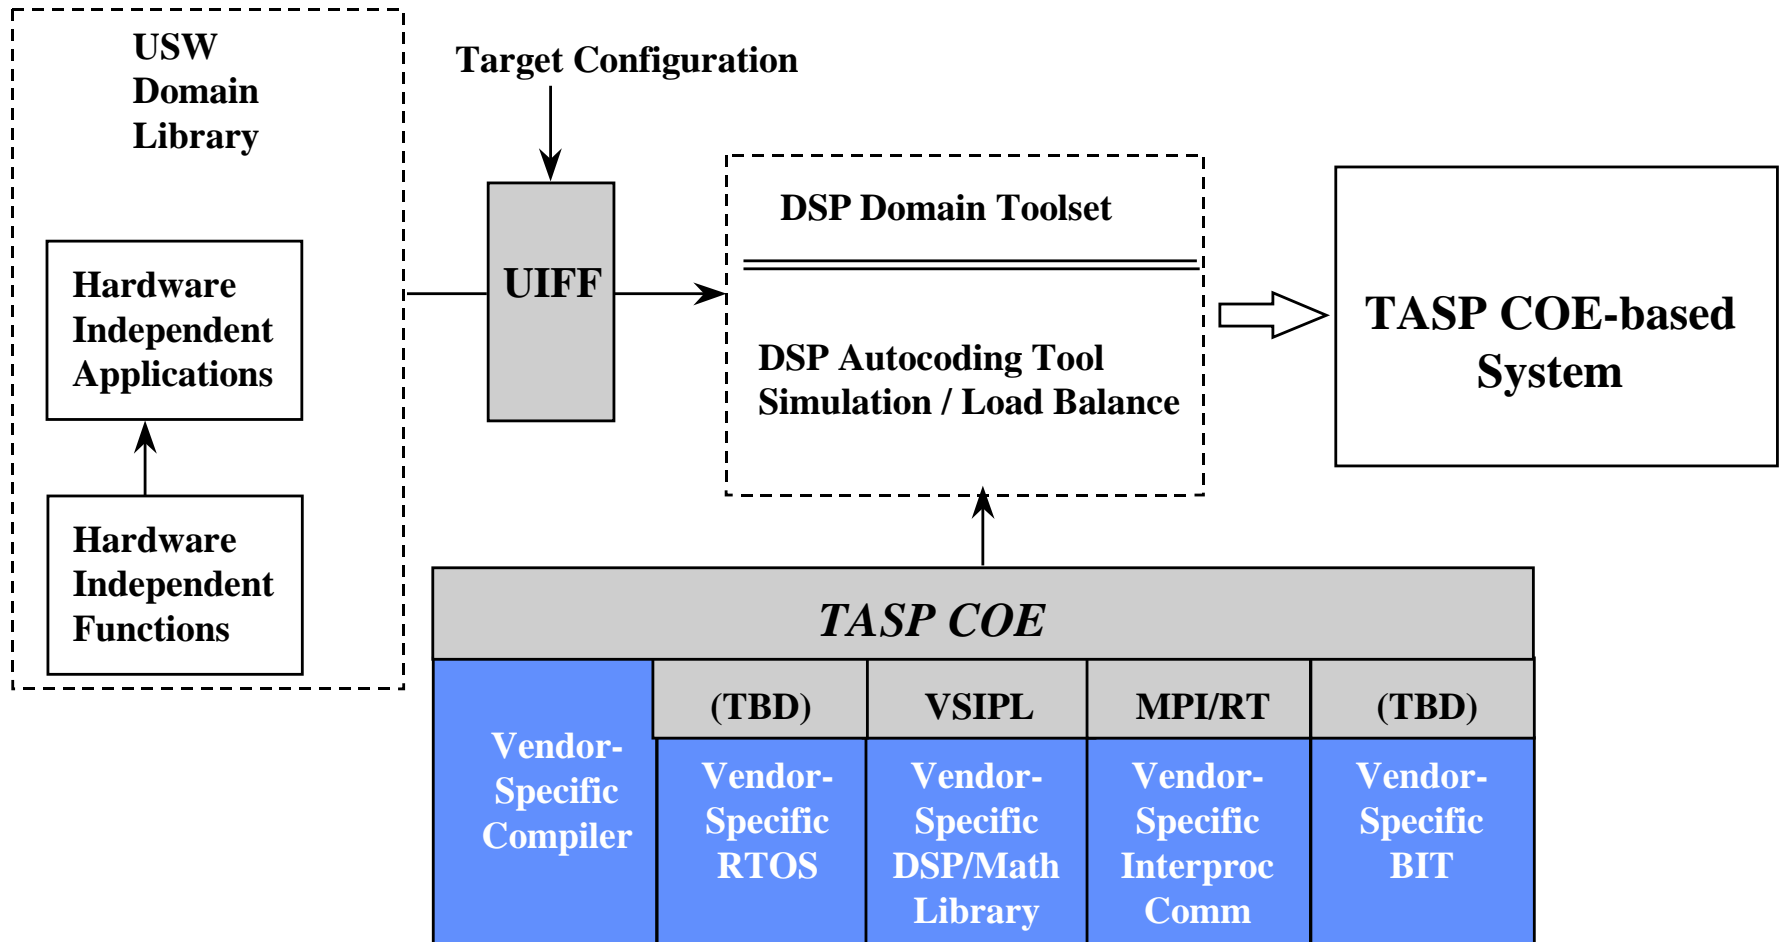 USW
Domain
Library
Target Configuration
Hardware
Independent
Applications
Hardware
Independent
Functions
UIFF
DSP Domain Toolset
DSP Autocoding Tool
Simulation / Load Balance
TASP COE-based
System
TASP COE
Vendor-
Specific
Compiler
(TBD)
Vendor-
Specific
RTOS
VSIPL
Vendor-
Specific
DSP/Math
Library
MPI/RT
Vendor-
Specific
Interproc
Comm
(TBD)
Vendor-
Specific
BIT